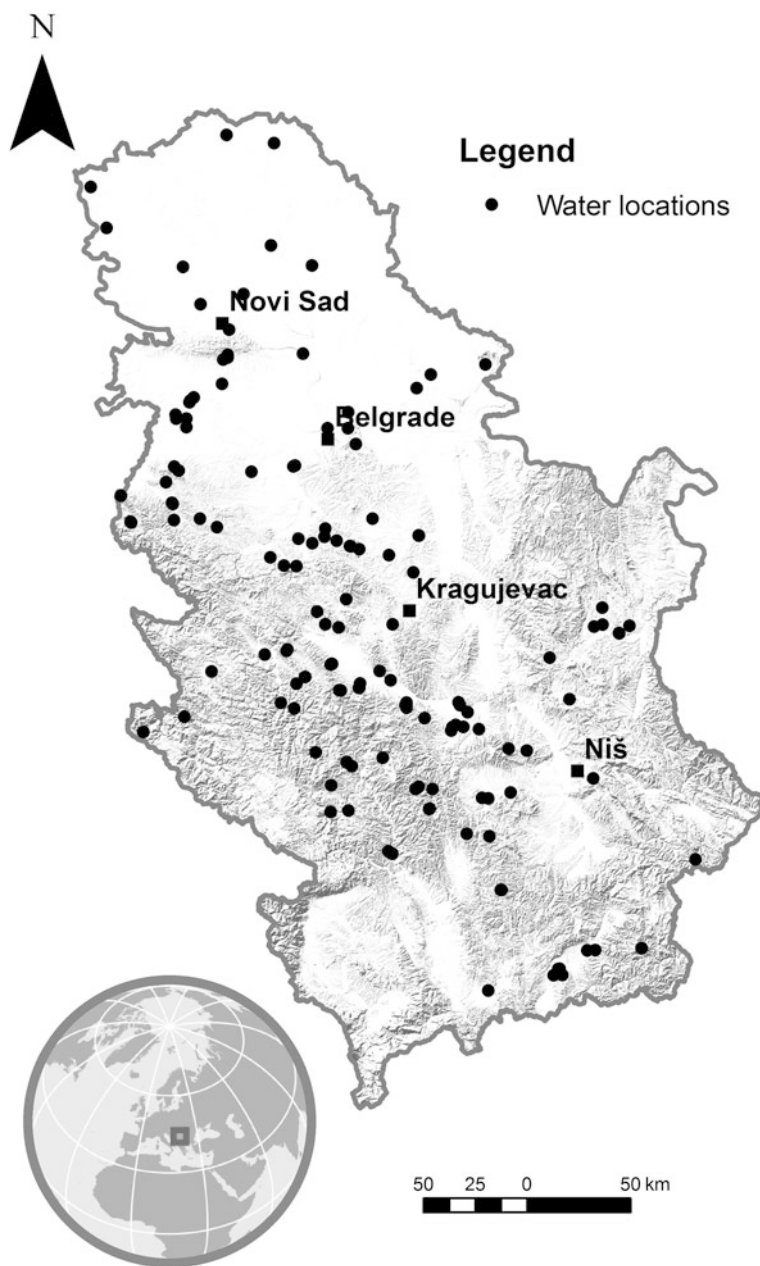 N
Legend
Water locations
Novi Sad
Belgrade
Kragujevac
Niš
50 25 0 50 km